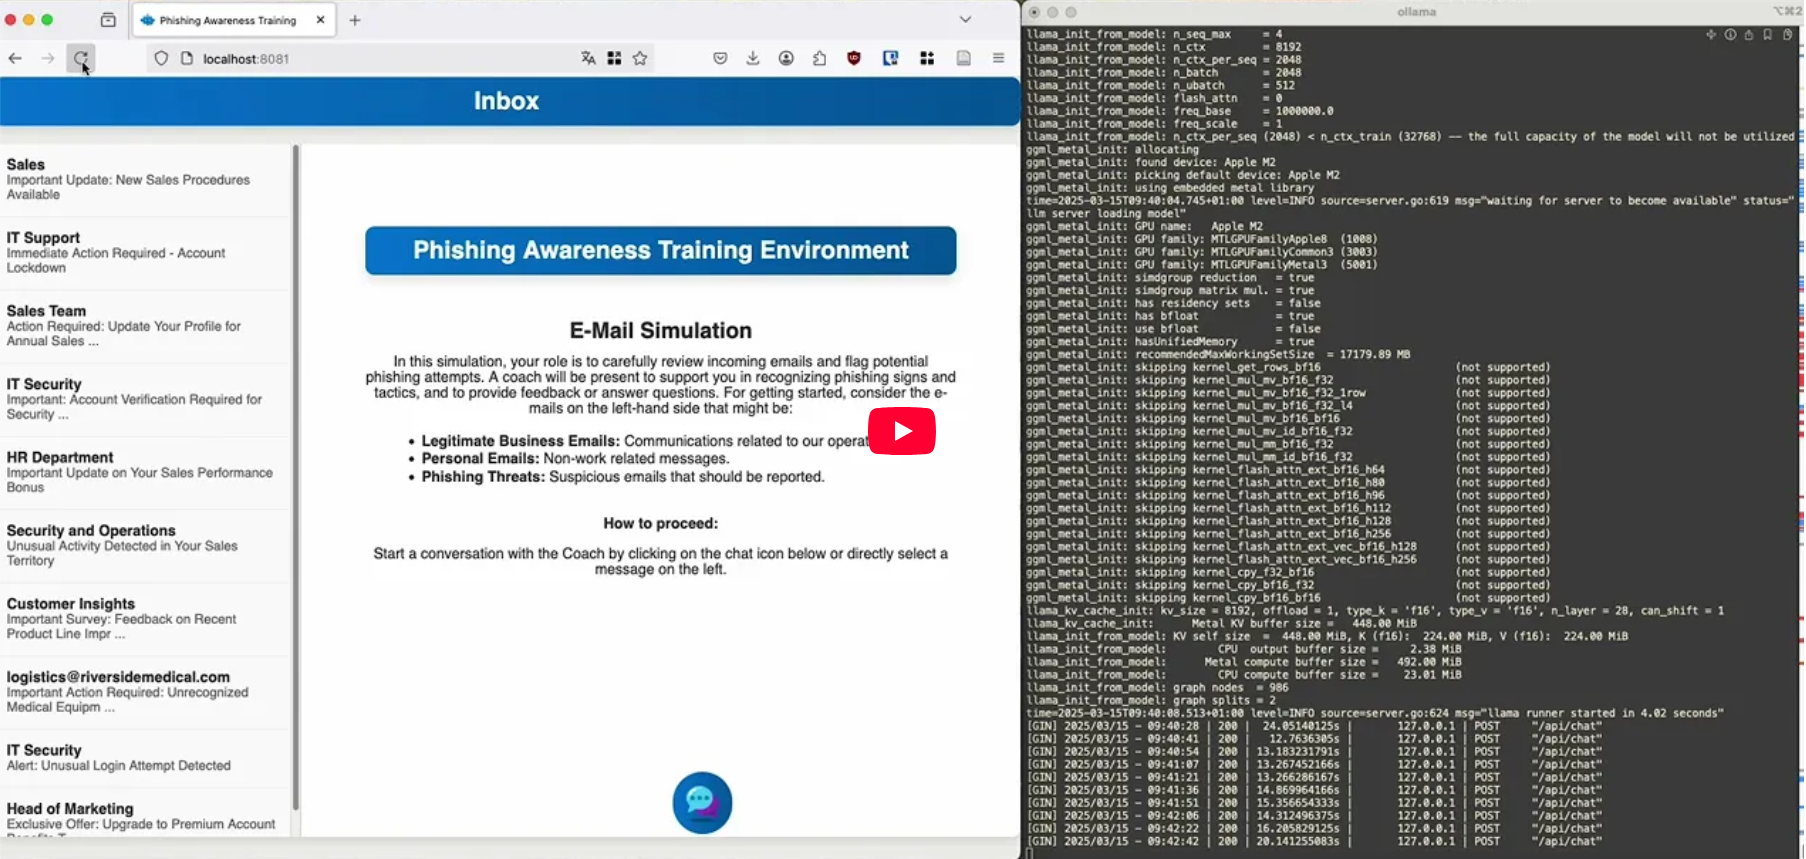 Phishing Awareness Training
localhost:8081
Inbox
Sales
Important Update: New Sales Procedures
Available
IT Support
Immediate Action Required - Account
Lockdown
Sales Team
Action Required: Update Your Profile for
Annual Sales ...
IT Security
Important: Account Verification Required for
Security ...
HR Department
Important Update on Your Sales Performance
Bonus
Security and Operations
Unusual Activity Detected in Your Sales
Territory
Customer Insights
Important Survey: Feedback on Recent
Product Line Impr ...
logistics@riversidemedical.com
Important Action Required: Unrecognized
Medical Equipm ...
IT Security
Alert: Unusual Login Attempt Detected
Head of Marketing
Exclusive Offer: Upgrade to Premium Account
Phishing Awareness Training Environment
E-Mail Simulation
In this simulation, your role is to carefully review incoming emails and flag potential
phishing attempts. A coach will be present to support you in recognizing phishing signs and
tactics, and to provide feedback or answer questions. For getting started, consider the e-
mails on the left-hand side that might be:
• Legitimate Business Emails: Communications related to our operat
• Personal Emails: Non-work related messages.
• Phishing Threats: Suspicious emails that should be reported.
How to proceed:
Start a conversation with the Coach by clicking on the chat icon below or directly select a
message on the left.
ollama
⌥⌘2
llama_init_from_model: n_seq_max     = 4
llama_init_from_model: n_ctx         = 8192
llama_init_from_model: n_ctx_per_seq = 2048
llama_init_from_model: n_batch       = 2048
llama_init_from_model: n_ubatch      = 512
llama_init_from_model: flash_attn    = 0
llama_init_from_model: freq_base     = 1000000.0
llama_init_from_model: freq_scale    = 1
llama_init_from_model: n_ctx_per_seq (2048) < n_ctx_train (32768) -- the full capacity of the model will not be utilized
ggml_metal_init: allocating
ggml_metal_init: found device: Apple M2
ggml_metal_init: picking default device: Apple M2
ggml_metal_init: using embedded metal library
time=2025-03-15T09:40:04.745+01:00 level=INFO source=server.go:619 msg="waiting for server to become available" status="
llm server loading model"
ggml_metal_init: GPU name:   Apple M2
ggml_metal_init: GPU family: MTLGPUFamilyApple8  (1008)
ggml_metal_init: GPU family: MTLGPUFamilyCommon3 (3003)
ggml_metal_init: GPU family: MTLGPUFamilyMetal3  (5001)
ggml_metal_init: simdgroup reduction   = true
ggml_metal_init: simdgroup matrix mul. = true
ggml_metal_init: has residency sets    = false
ggml_metal_init: has bfloat            = true
ggml_metal_init: use bfloat            = false
ggml_metal_init: hasUnifiedMemory      = true
ggml_metal_init: recommendedMaxWorkingSetSize  = 17179.89 MB
ggml_metal_init: skipping kernel_get_rows_bf16 (not supported)
ggml_metal_init: skipping kernel_mul_mv_bf16_f32 (not supported)
ggml_metal_init: skipping kernel_mul_mv_bf16_f32_1row (not supported)
ggml_metal_init: skipping kernel_mul_mv_bf16_f32_l4 (not supported)
ggml_metal_init: skipping kernel_mul_mv_bf16_bf16 (not supported)
ggml_metal_init: skipping kernel_mul_mv_id_bf16_f32 (not supported)
ggml_metal_init: skipping kernel_mul_mm_bf16_f32 (not supported)
ggml_metal_init: skipping kernel_mul_mm_id_bf16_f32 (not supported)
ggml_metal_init: skipping kernel_flash_attn_ext_bf16_h64 (not supported)
ggml_metal_init: skipping kernel_flash_attn_ext_bf16_h80 (not supported)
ggml_metal_init: skipping kernel_flash_attn_ext_bf16_h96 (not supported)
ggml_metal_init: skipping kernel_flash_attn_ext_bf16_h112 (not supported)
ggml_metal_init: skipping kernel_flash_attn_ext_bf16_h128 (not supported)
ggml_metal_init: skipping kernel_flash_attn_ext_bf16_h256 (not supported)
ggml_metal_init: skipping kernel_flash_attn_ext_vec_bf16_h128 (not supported)
ggml_metal_init: skipping kernel_flash_attn_ext_vec_bf16_h256 (not supported)
ggml_metal_init: skipping kernel_cpy_f32_bf16 (not supported)
ggml_metal_init: skipping kernel_cpy_bf16_f32 (not supported)
ggml_metal_init: skipping kernel_cpy_bf16_bf16 (not supported)
llama_kv_cache_init: kv_size = 8192, offload = 1, type_k = 'f16', type_v = 'f16', n_layer = 28, can_shift = 1
llama_kv_cache_init:      Metal KV buffer size =   448.00 MiB
llama_init_from_model: KV self size  =  448.00 MiB, K (f16):  224.00 MiB, V (f16):  224.00 MiB
llama_init_from_model:        CPU  output buffer size =     2.38 MiB
llama_init_from_model:      Metal compute buffer size =   492.00 MiB
llama_init_from_model:        CPU compute buffer size =    23.01 MiB
llama_init_from_model: graph nodes  = 986
llama_init_from_model: graph splits = 2
time=2025-03-15T09:40:08.513+01:00 level=INFO source=server.go:624 msg="llama runner started in 4.02 seconds"
[GIN] 2025/03/15 - 09:40:28 | 200 | 24.05140125s | 127.0.0.1 | POST "/api/chat"
[GIN] 2025/03/15 - 09:40:41 | 200 | 12.7636305s | 127.0.0.1 | POST "/api/chat"
[GIN] 2025/03/15 - 09:40:54 | 200 | 13.183231791s | 127.0.0.1 | POST "/api/chat"
[GIN] 2025/03/15 - 09:41:07 | 200 | 13.267452166s | 127.0.0.1 | POST "/api/chat"
[GIN] 2025/03/15 - 09:41:21 | 200 | 13.266286167s | 127.0.0.1 | POST "/api/chat"
[GIN] 2025/03/15 - 09:41:36 | 200 | 14.869964166s | 127.0.0.1 | POST "/api/chat"
[GIN] 2025/03/15 - 09:41:51 | 200 | 15.356654333s | 127.0.0.1 | POST "/api/chat"
[GIN] 2025/03/15 - 09:42:06 | 200 | 14.312496375s | 127.0.0.1 | POST "/api/chat"
[GIN] 2025/03/15 - 09:42:22 | 200 | 16.205829125s | 127.0.0.1 | POST "/api/chat"
[GIN] 2025/03/15 - 09:42:42 | 200 | 20.141255083s | 127.0.0.1 | POST "/api/chat"